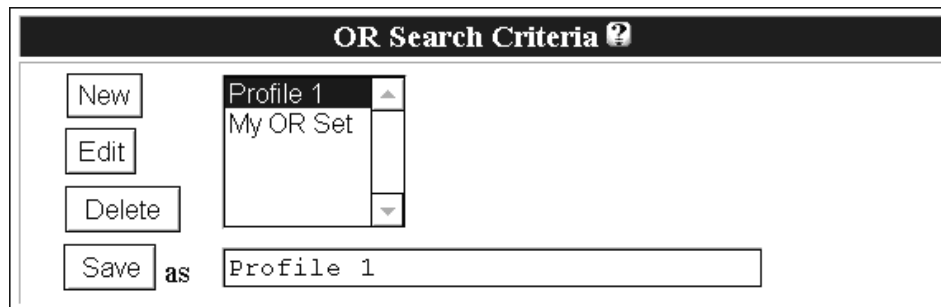 OR Search Criteria ?
New
Profile 1
My OR Set
Edit
Delete
Save as Profile 1